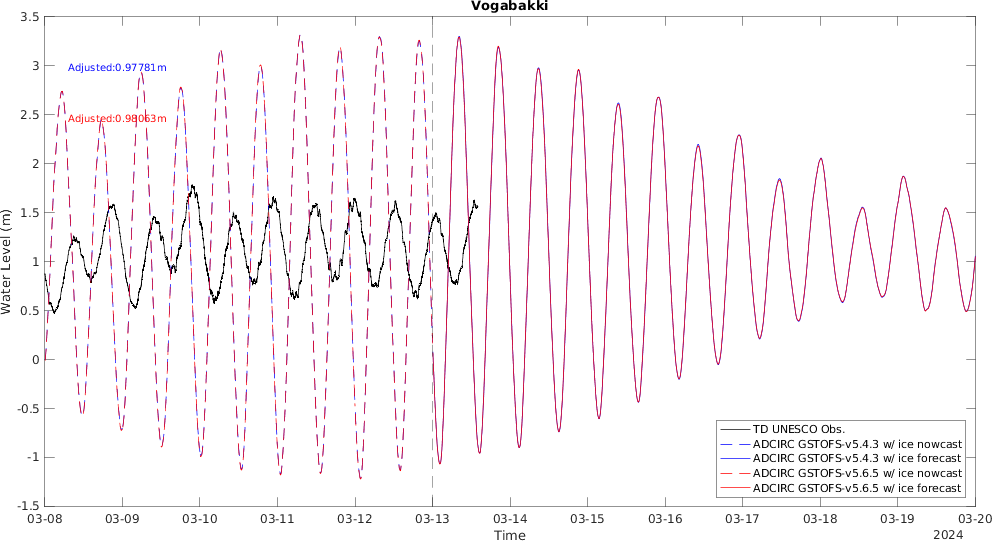 Vogabakki
3.5
3
2.5
2
1.5
1
0.5
0
-0.5
-1
-1.5
Water Level (m)
Adjusted:0.97781m
Adjusted:0.98063m
TD UNESCO Obs.
ADCIRC GSTOFS-v5.4.3 w/ ice nowcast
ADCIRC GSTOFS-v5.4.3 w/ ice forecast
ADCIRC GSTOFS-v5.6.5 w/ ice nowcast
ADCIRC GSTOFS-v5.6.5 w/ ice forecast
03-08 03-09 03-10 03-11 03-12 03-13 03-14 03-15 03-16 03-17 03-18 03-19 03-20
Time
2024